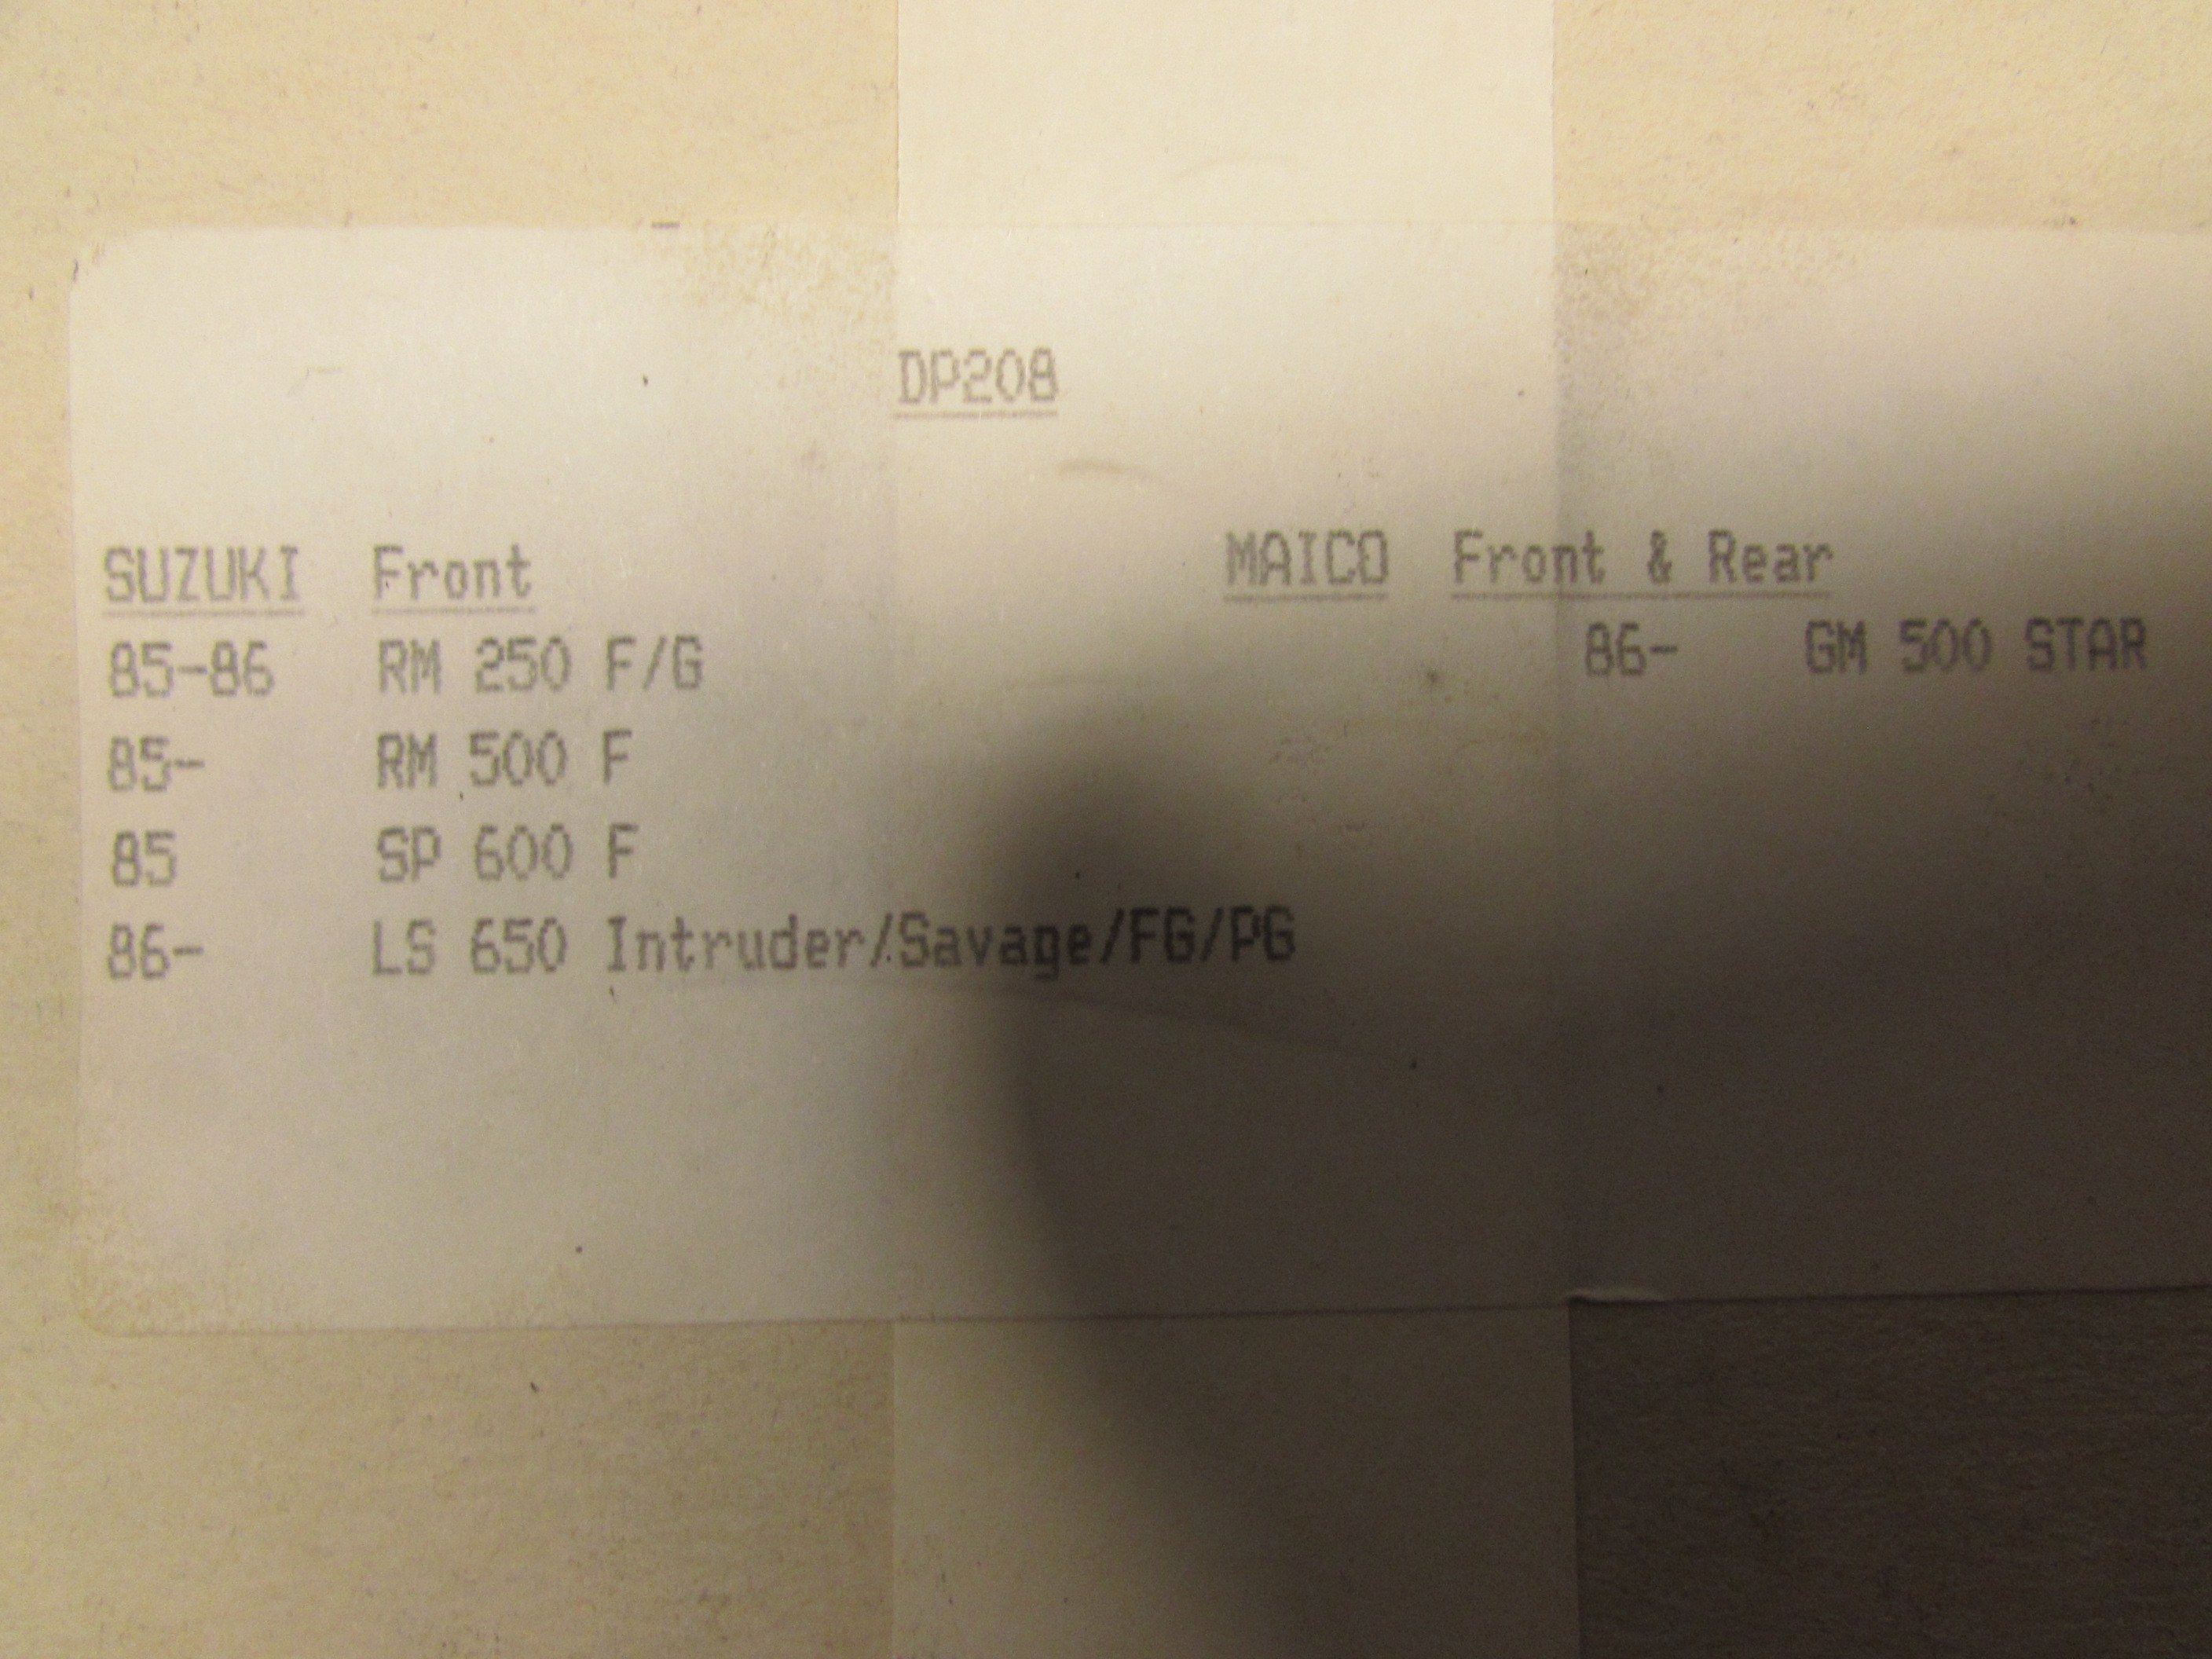 DP208
SUZUKI Front MAICO Front & Rear
85-86 RM 250 F/G 86- GM 500 STAR
85- RM 500 F
85 SP 600 F
86- LS 650 Intruder/Savage/FG/PG